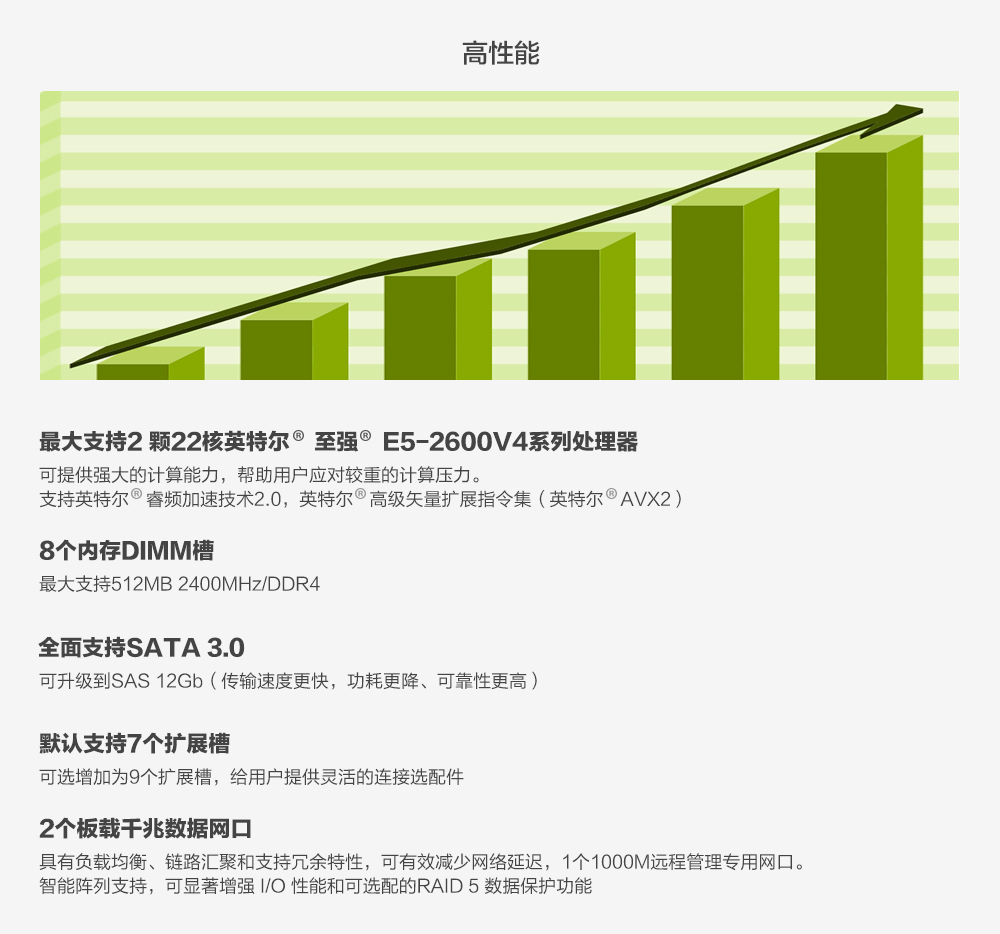 高性能
最大支持2 颗22核英特尔® 至强® E5-2600V4系列处理器
可提供强大的计算能力，帮助用户应对较重的计算压力。
支持英特尔® 睿频加速技术2.0，英特尔® 高级矢量扩展指令集（英特尔® AVX2）
8个内存DIMM槽
最大支持512MB 2400MHz/DDR4
全面支持SATA 3.0
可升级到SAS 12Gb（传输速度更快，功耗更降、可靠性更高）
默认支持7个扩展槽
可选增加为9个扩展槽，给用户提供灵活的连接选配件
2个板载千兆数据网口
具有负载均衡、链路汇聚和支持冗余特性，可有效减少网络延迟，1个1000M远程管理专用网口。
智能阵列支持，可显著增强 I/O 性能和可选配的RAID 5 数据保护功能